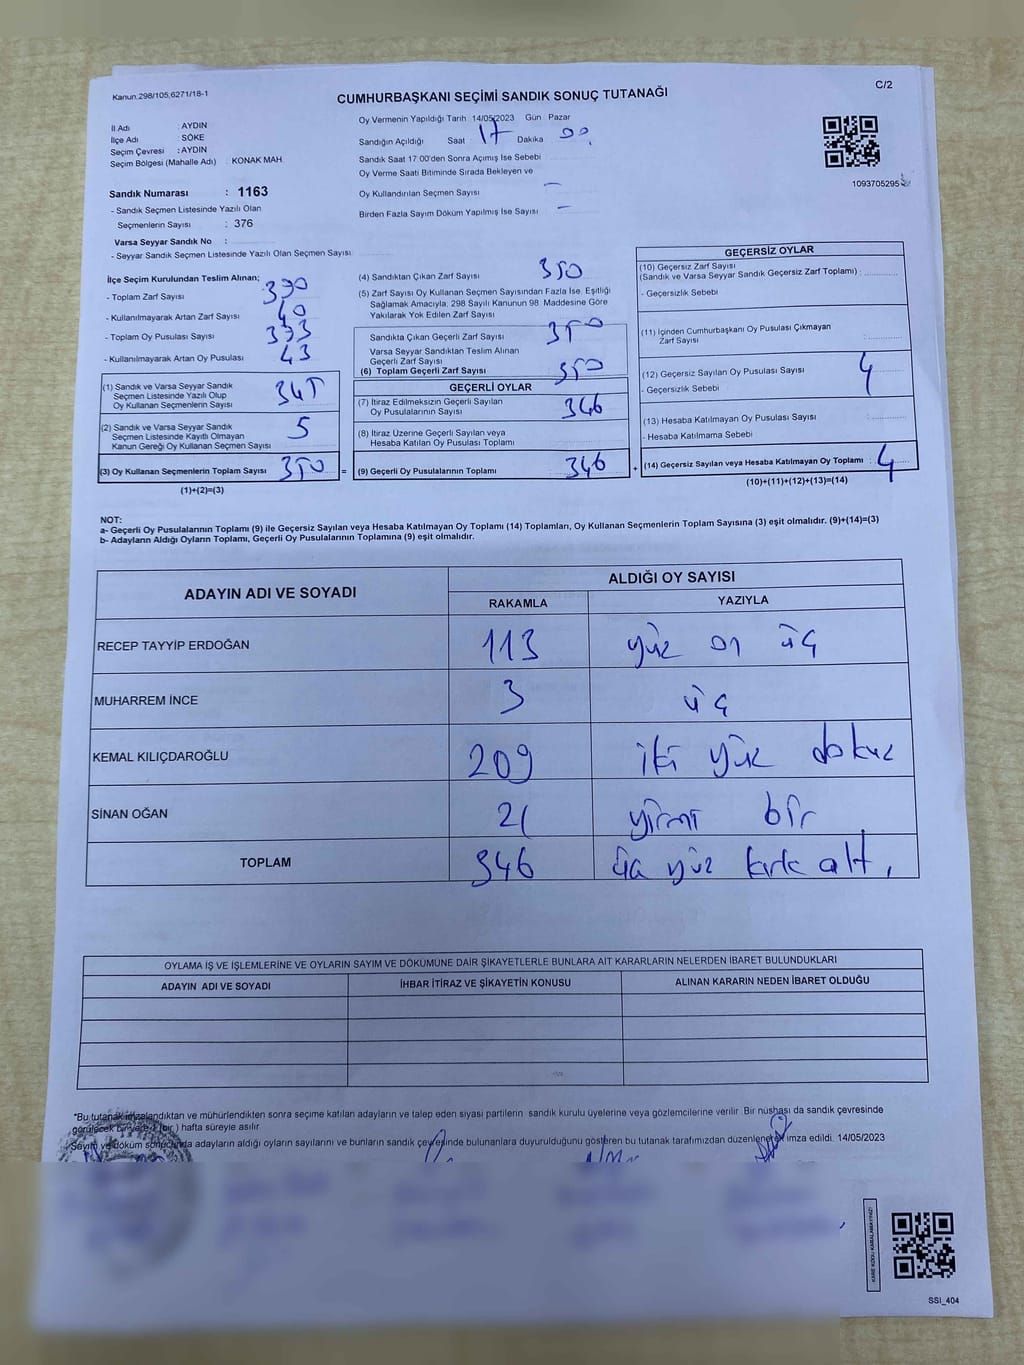 Kanun:298/105,6271/18-1
CUMHURBAŞKANI SEÇİMİ SANDIK SONUÇ TUTANAĞI
C/2
İl Adı : AYDIN
İlçe Adı : SÖKE
Seçim Çevresi : AYDIN
Seçim Bölgesi (Mahalle Adı) : KONAK MAH
Sandık Numarası : 1163
- Sandık Seçmen Listesinde Yazılı Olan
Seçmenlerin Sayısı : 376
Varsa Seyyar Sandık No :
- Seyyar Sandık Seçmen Listesinde Yazılı Olan Seçmen Sayısı:
Oy Vermenin Yapıldığı Tarih :14/05/2023 Gün Pazar
Sandığın Açıldığı Saat 17 Dakika 00
Sandık Saat 17:00'den Sonra Açımış İse Sebebi
Oy Verme Saati Bitiminde Sırada Bekleyen ve
Oy Kullandırılan Seçmen Sayısı —
Birden Fazla Sayım Döküm Yapılmış İse Sayısı —
1093705295
İlçe Seçim Kurulundan Teslim Alınan;
- Toplam Zarf Sayısı 390
- Kullanılmayarak Artan Zarf Sayısı 40
- Toplam Oy Pusulası Sayısı 393
- Kullanılmayarak Artan Oy Pusulası 43
(1) Sandık ve Varsa Seyyar Sandık
Seçmen Listesinde Yazılı Olup
Oy Kullanan Seçmenlerin Sayısı 345
(2) Sandık ve Varsa Seyyar Sandık
Seçmen Listesinde Kayıtlı Olmayan
Kanun Gereği Oy Kullanan Seçmen Sayısı 5
(3) Oy Kullanan Seçmenlerin Toplam Sayısı 350 =
(1)+(2)=(3)
(4) Sandıktan Çıkan Zarf Sayısı 350
(5) Zarf Sayısı Oy Kullanan Seçmen Sayısından Fazla İse, Eşitliği
Sağlamak Amacıyla, 298 Sayılı Kanunun 98. Maddesine Göre
Yakılarak Yok Edilen Zarf Sayısı
Sandıkta Çıkan Geçerli Zarf Sayısı 350
Varsa Seyyar Sandıktan Teslim Alınan
Geçerli Zarf Sayısı
(6) Toplam Geçerli Zarf Sayısı 350
GEÇERLİ OYLAR
(7) İtiraz Edilmeksizin Geçerli Sayılan
Oy Pusulalarının Sayısı 346
(8) İtiraz Üzerine Geçerli Sayılan veya
Hesaba Katılan Oy Pusulası Toplamı
(9) Geçerli Oy Pusulalarının Toplamı 346 +
GEÇERSİZ OYLAR
(10) Geçersiz Zarf Sayısı
(Sandık ve Varsa Seyyar Sandık Geçersiz Zarf Toplamı) :
- Geçersizlik Sebebi
(11) İçinden Cumhurbaşkanı Oy Pusulası Çıkmayan
Zarf Sayısı :
(12) Geçersiz Sayılan Oy Pusulası Sayısı 4
- Geçersizlik Sebebi
(13) Hesaba Katılmayan Oy Pusulası Sayısı :
- Hesaba Katılmama Sebebi
(14) Geçersiz Sayılan veya Hesaba Katılmayan Oy Toplamı : 4
(10)+(11)+(12)+(13)=(14)
NOT:
a- Geçerli Oy Pusulalarının Toplamı (9) ile Geçersiz Sayılan veya Hesaba Katılmayan Oy Toplamı (14) Toplamları, Oy Kullanan Seçmenlerin Toplam Sayısına (3) eşit olmalıdır. (9)+(14)=(3)
b- Adayların Aldığı Oyların Toplamı, Geçerli Oy Pusulalarının Toplamına (9) eşit olmalıdır.
ADAYIN ADI VE SOYADI ALDIĞI OY SAYISI
RAKAMLA YAZIYLA
RECEP TAYYİP ERDOĞAN 113 yüz on üç
MUHARREM İNCE 3 üç
KEMAL KILIÇDAROĞLU 209 iki yüz dokuz
SİNAN OĞAN 21 yirmi bir
TOPLAM 346 üç yüz kırk altı
OYLAMA İŞ VE İŞLEMLERİNE VE OYLARIN SAYIM VE DÖKÜMÜNE DAİR ŞİKAYETLERLE BUNLARA AİT KARARLARIN NELERDEN İBARET BULUNDUKLARI
ADAYIN ADI VE SOYADI İHBAR İTİRAZ VE ŞİKAYETİN KONUSU ALINAN KARARIN NEDEN İBARET OLDUĞU
*Bu tutanak imzalandıktan ve mühürlendikten sonra seçime katılan adayların ve talep eden siyasi partilerin sandık kurulu üyelerine veya gözlemcilerine verilir. Bir nüshası da sandık çevresinde
görülecek bir yere 1 (bir ) hafta süreyle asılır.
Sayım ve döküm sonucunda adayların aldığı oyların sayılarını ve bunların sandık çevresinde bulunanlara duyurulduğunu gösteren bu tutanak tarafımızdan düzenlenerek imza edildi. 14/05/2023
KARE KODU KARALAMAYINIZ!
SSI_404